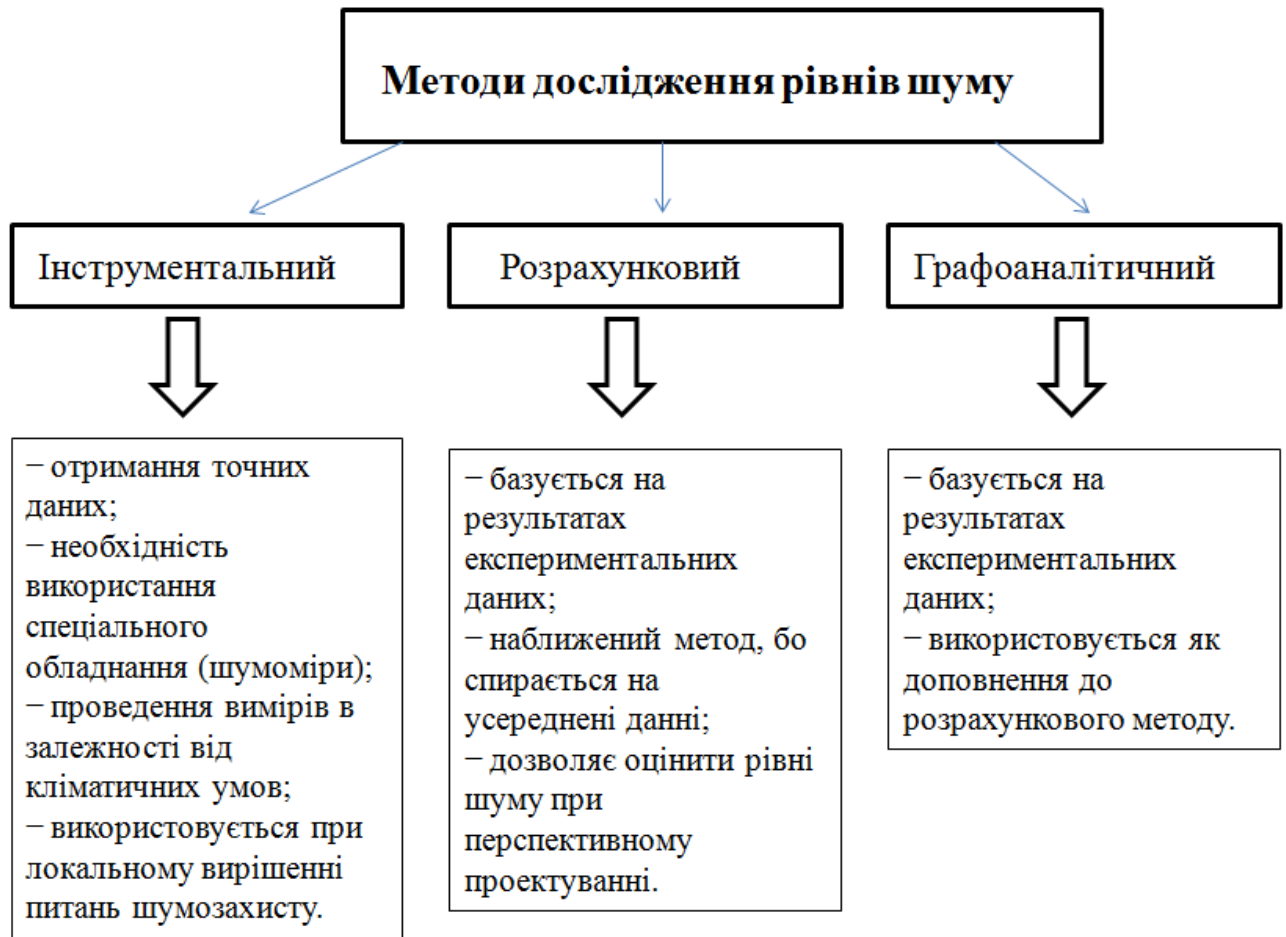 Методи дослідження рівнів шуму
Інструментальний
Розрахунковий
Графоаналітичний
− отримання точних
даних;
− необхідність
використання
спеціального
обладнання (шумоміри);
− проведення вимірів в
залежності від
кліматичних умов;
− використовується при
локальному вирішенні
питань шумозахисту.
− базується на
результатах
експериментальних
даних;
− наближений метод, бо
спирається на
усереднені данні;
− дозволяє оцінити рівні
шуму при
перспективному
проектуванні.
− базується на
результатах
експериментальних
даних;
− використовується як
доповнення до
розрахункового методу.